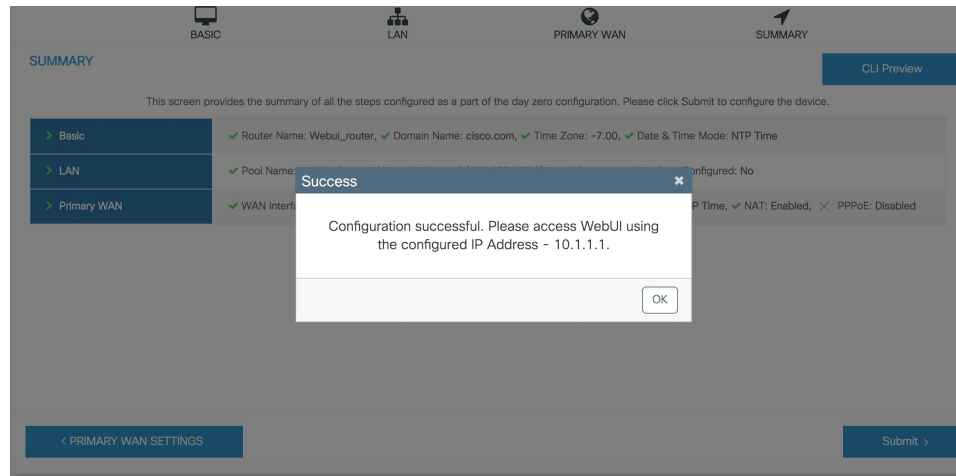 BASIC
LAN
PRIMARY WAN
SUMMARY
SUMMARY
CLI Preview
This screen provides the summary of all the steps configured as a part of the day zero configuration. Please click Submit to configure the device.
> Basic
✔ Router Name: Webui_router, ✔ Domain Name: cisco.com, ✔ Time Zone: -7.00, ✔ Date & Time Mode: NTP Time
> LAN
✔ Pool Name:
Configured: No
> Primary WAN
✔ WAN Interfa
P Time, ✔ NAT: Enabled, ✕ PPPoE: Disabled
Success ✖
Configuration successful. Please access WebUI using
the configured IP Address - 10.1.1.1.
OK
< PRIMARY WAN SETTINGS
Submit >